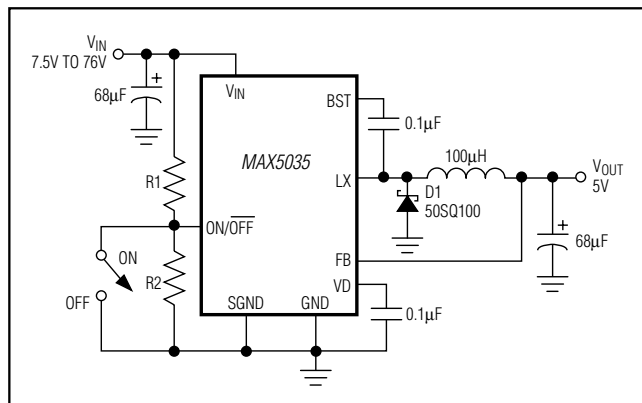 VIN
7.5V TO 76V
68µF
+
VIN
BST
0.1µF
MAX5035
R1
LX
100µH
VOUT
5V
D1
50SQ100
ON/OFF
+
68µF
ON
R2
FB
OFF
VD
SGND
GND
0.1µF